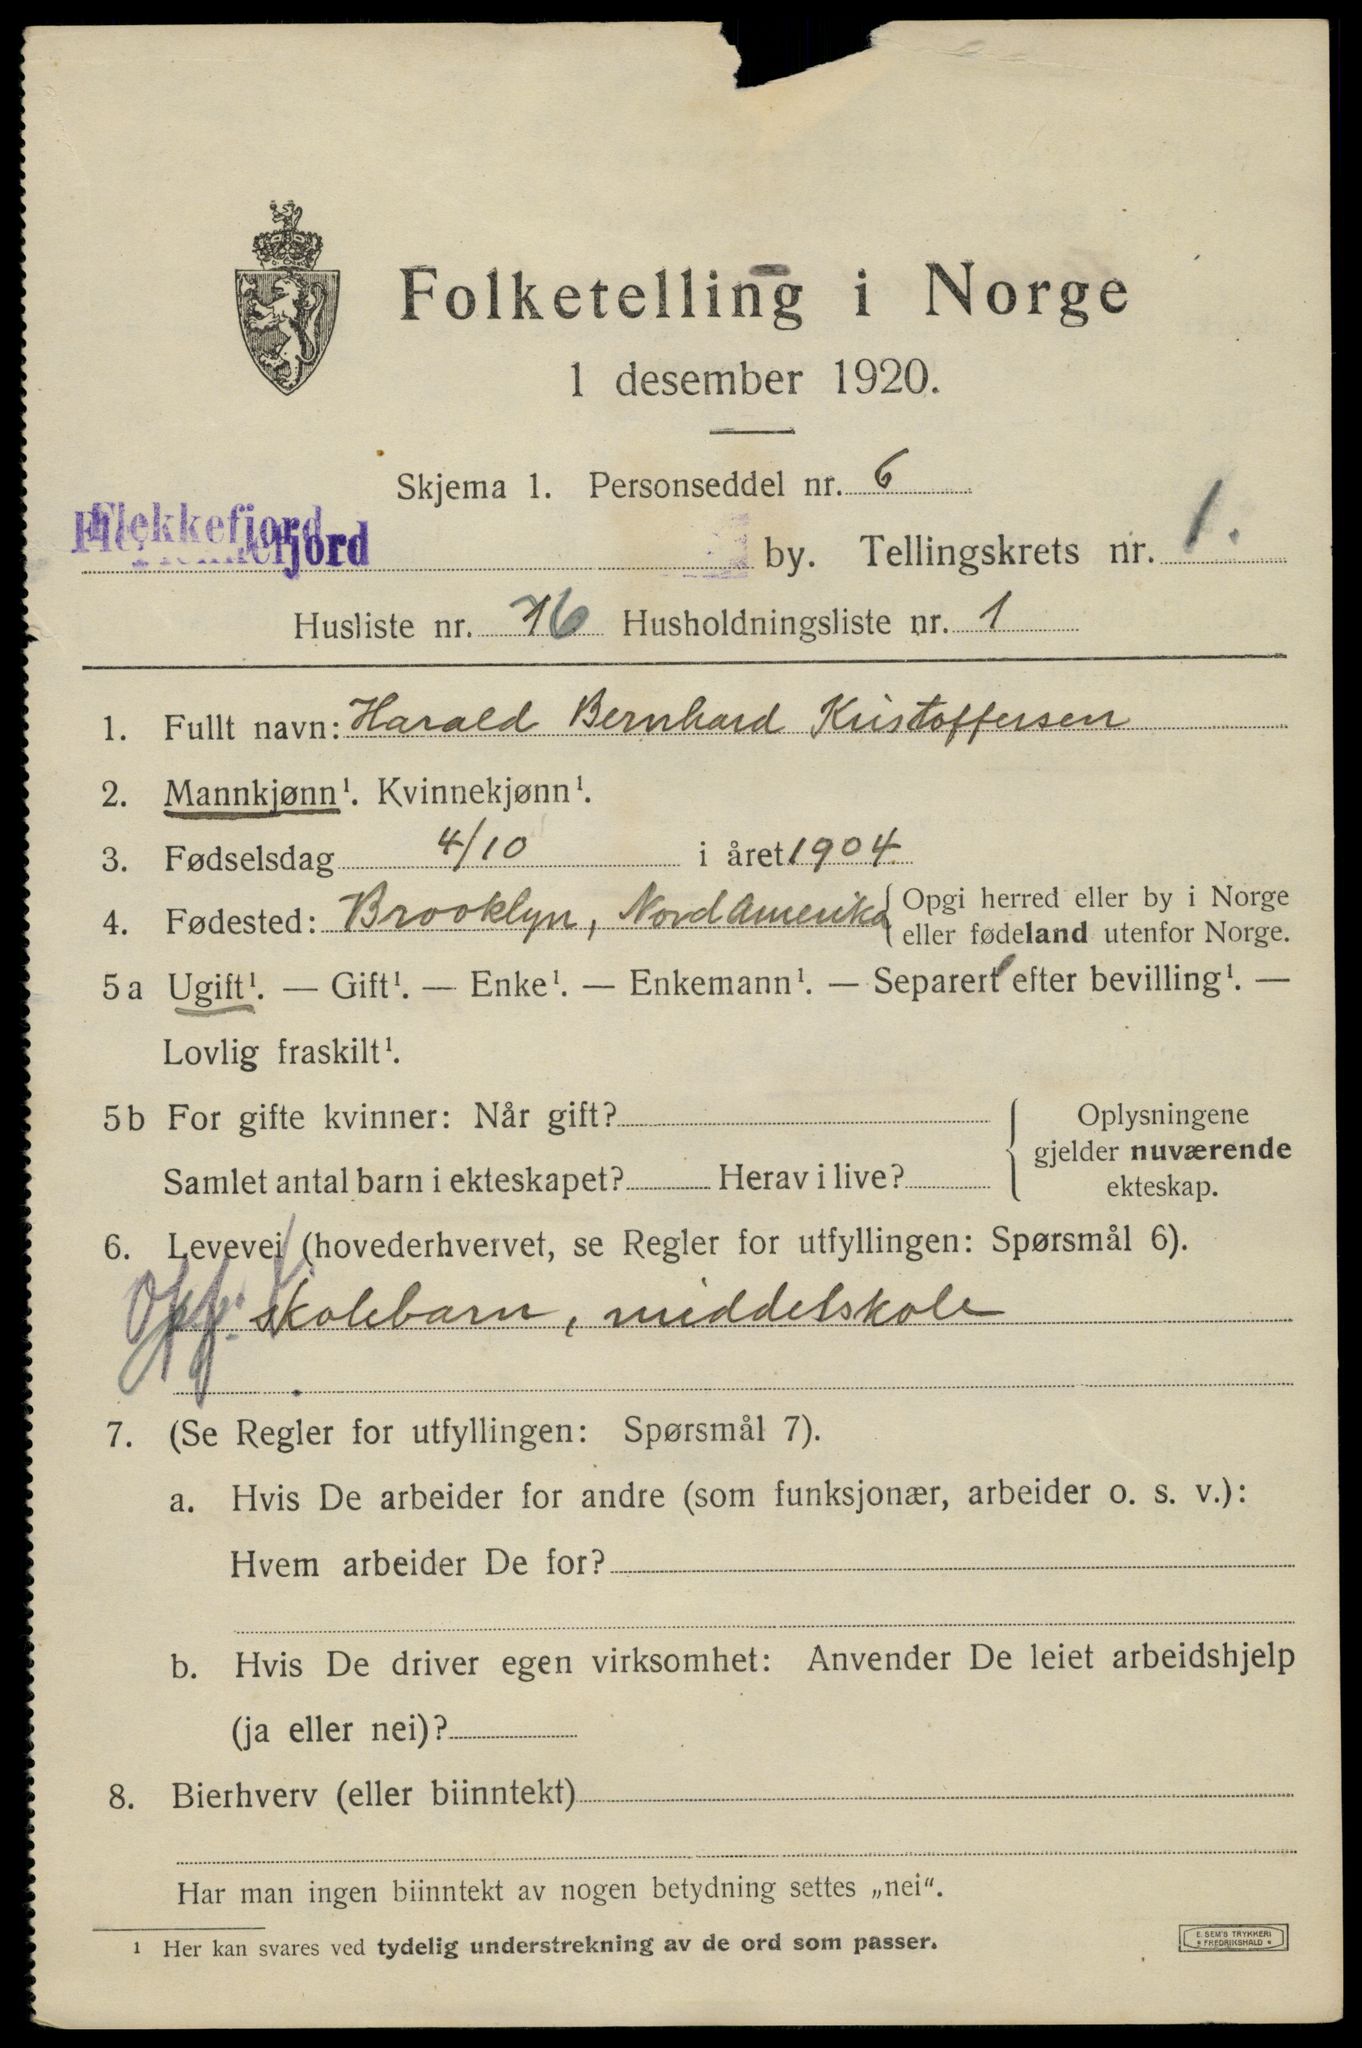 Folketelling i Norge
1 desember 1920.
Skjema 1. Personseddel nr. 6
Flekkefjord
Flekkefjord by. Tellingskrets nr. 1.
Husliste nr. 76 Husholdningsliste nr. 1
1. Fullt navn: Harald Bernhard Kristoffersen
2. Mannkjønn¹. Kvinnekjønn¹.
3. Fødselsdag 4/10 i året 1904.
4. Fødested: Brooklyn, Nord Amerika { Opgi herred eller by i Norge
eller fødeland utenfor Norge.
5a Ugift¹. — Gift¹. — Enke¹. — Enkemann¹. — Separert efter bevilling¹. —
Lovlig fraskilt¹.
5b For gifte kvinner: Når gift? { Oplysningene
gjelder nuværende
Samlet antal barn i ekteskapet? Herav i live? ekteskap.
6. Levevei (hovederhvervet, se Regler for utfyllingen: Spørsmål 6).
skolebarn, middelskole
7. (Se Regler for utfyllingen: Spørsmål 7).
a. Hvis De arbeider for andre (som funksjonær, arbeider o. s. v.):
Hvem arbeider De for?
b. Hvis De driver egen virksomhet: Anvender De leiet arbeidshjelp
(ja eller nei)?
8. Bierhverv (eller biinntekt)
Har man ingen biinntekt av nogen betydning settes „nei“.
¹ Her kan svares ved tydelig understrekning av de ord som passer.
E. SEM'S TRYKKERI
* FREDRIKSHALD *